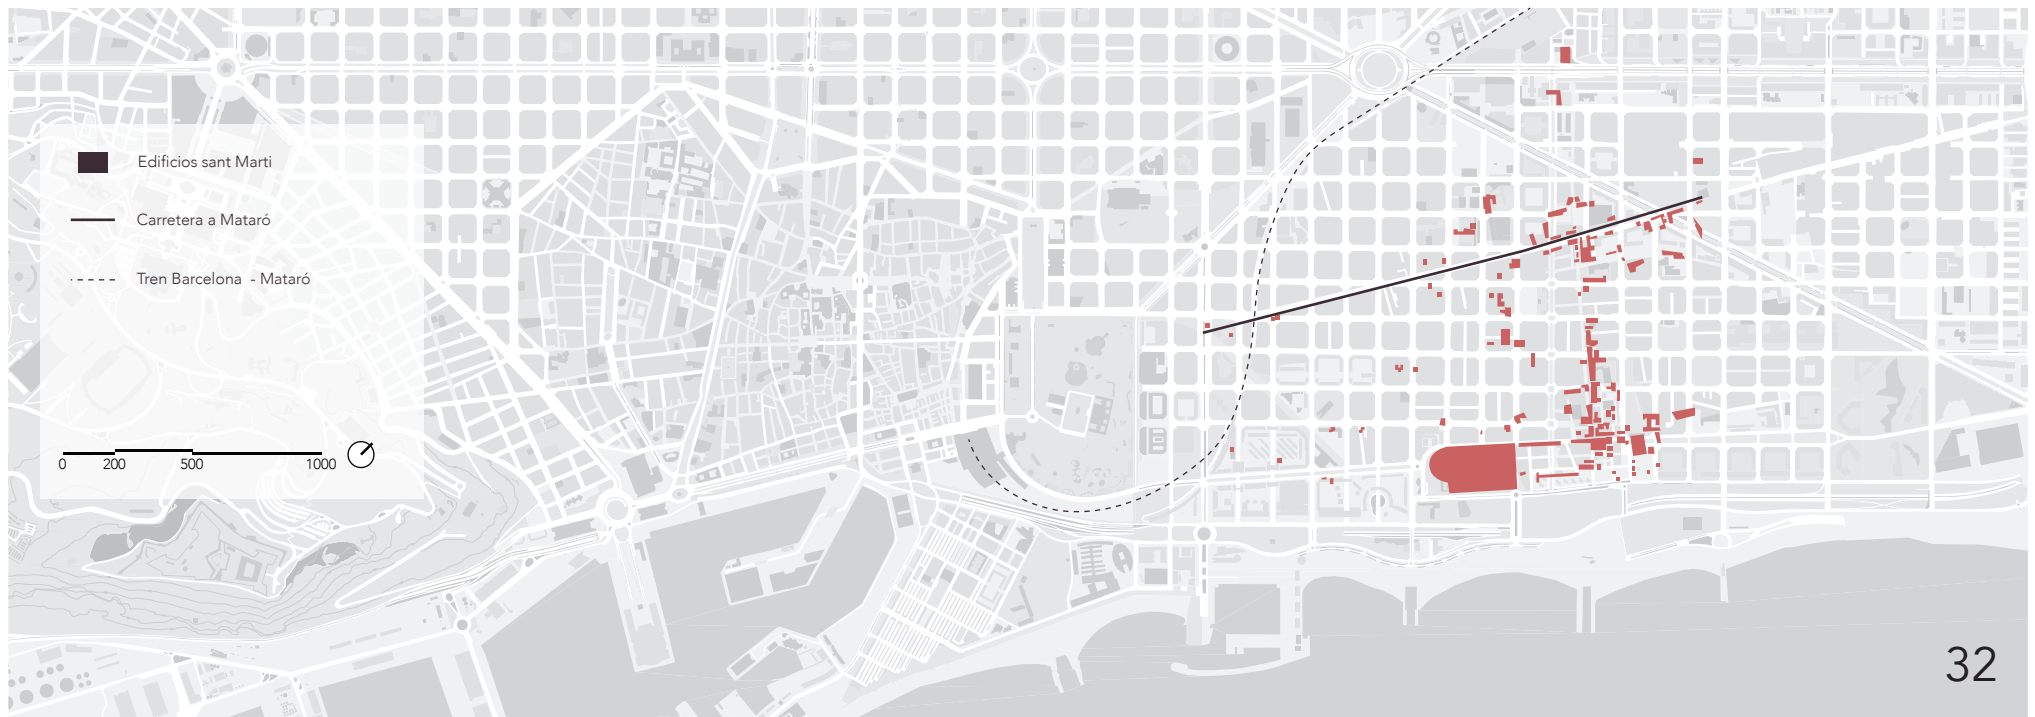 Edificios sant Marti
Carretera a Mataró
Tren Barcelona - Mataró
0 200 500 1000
32